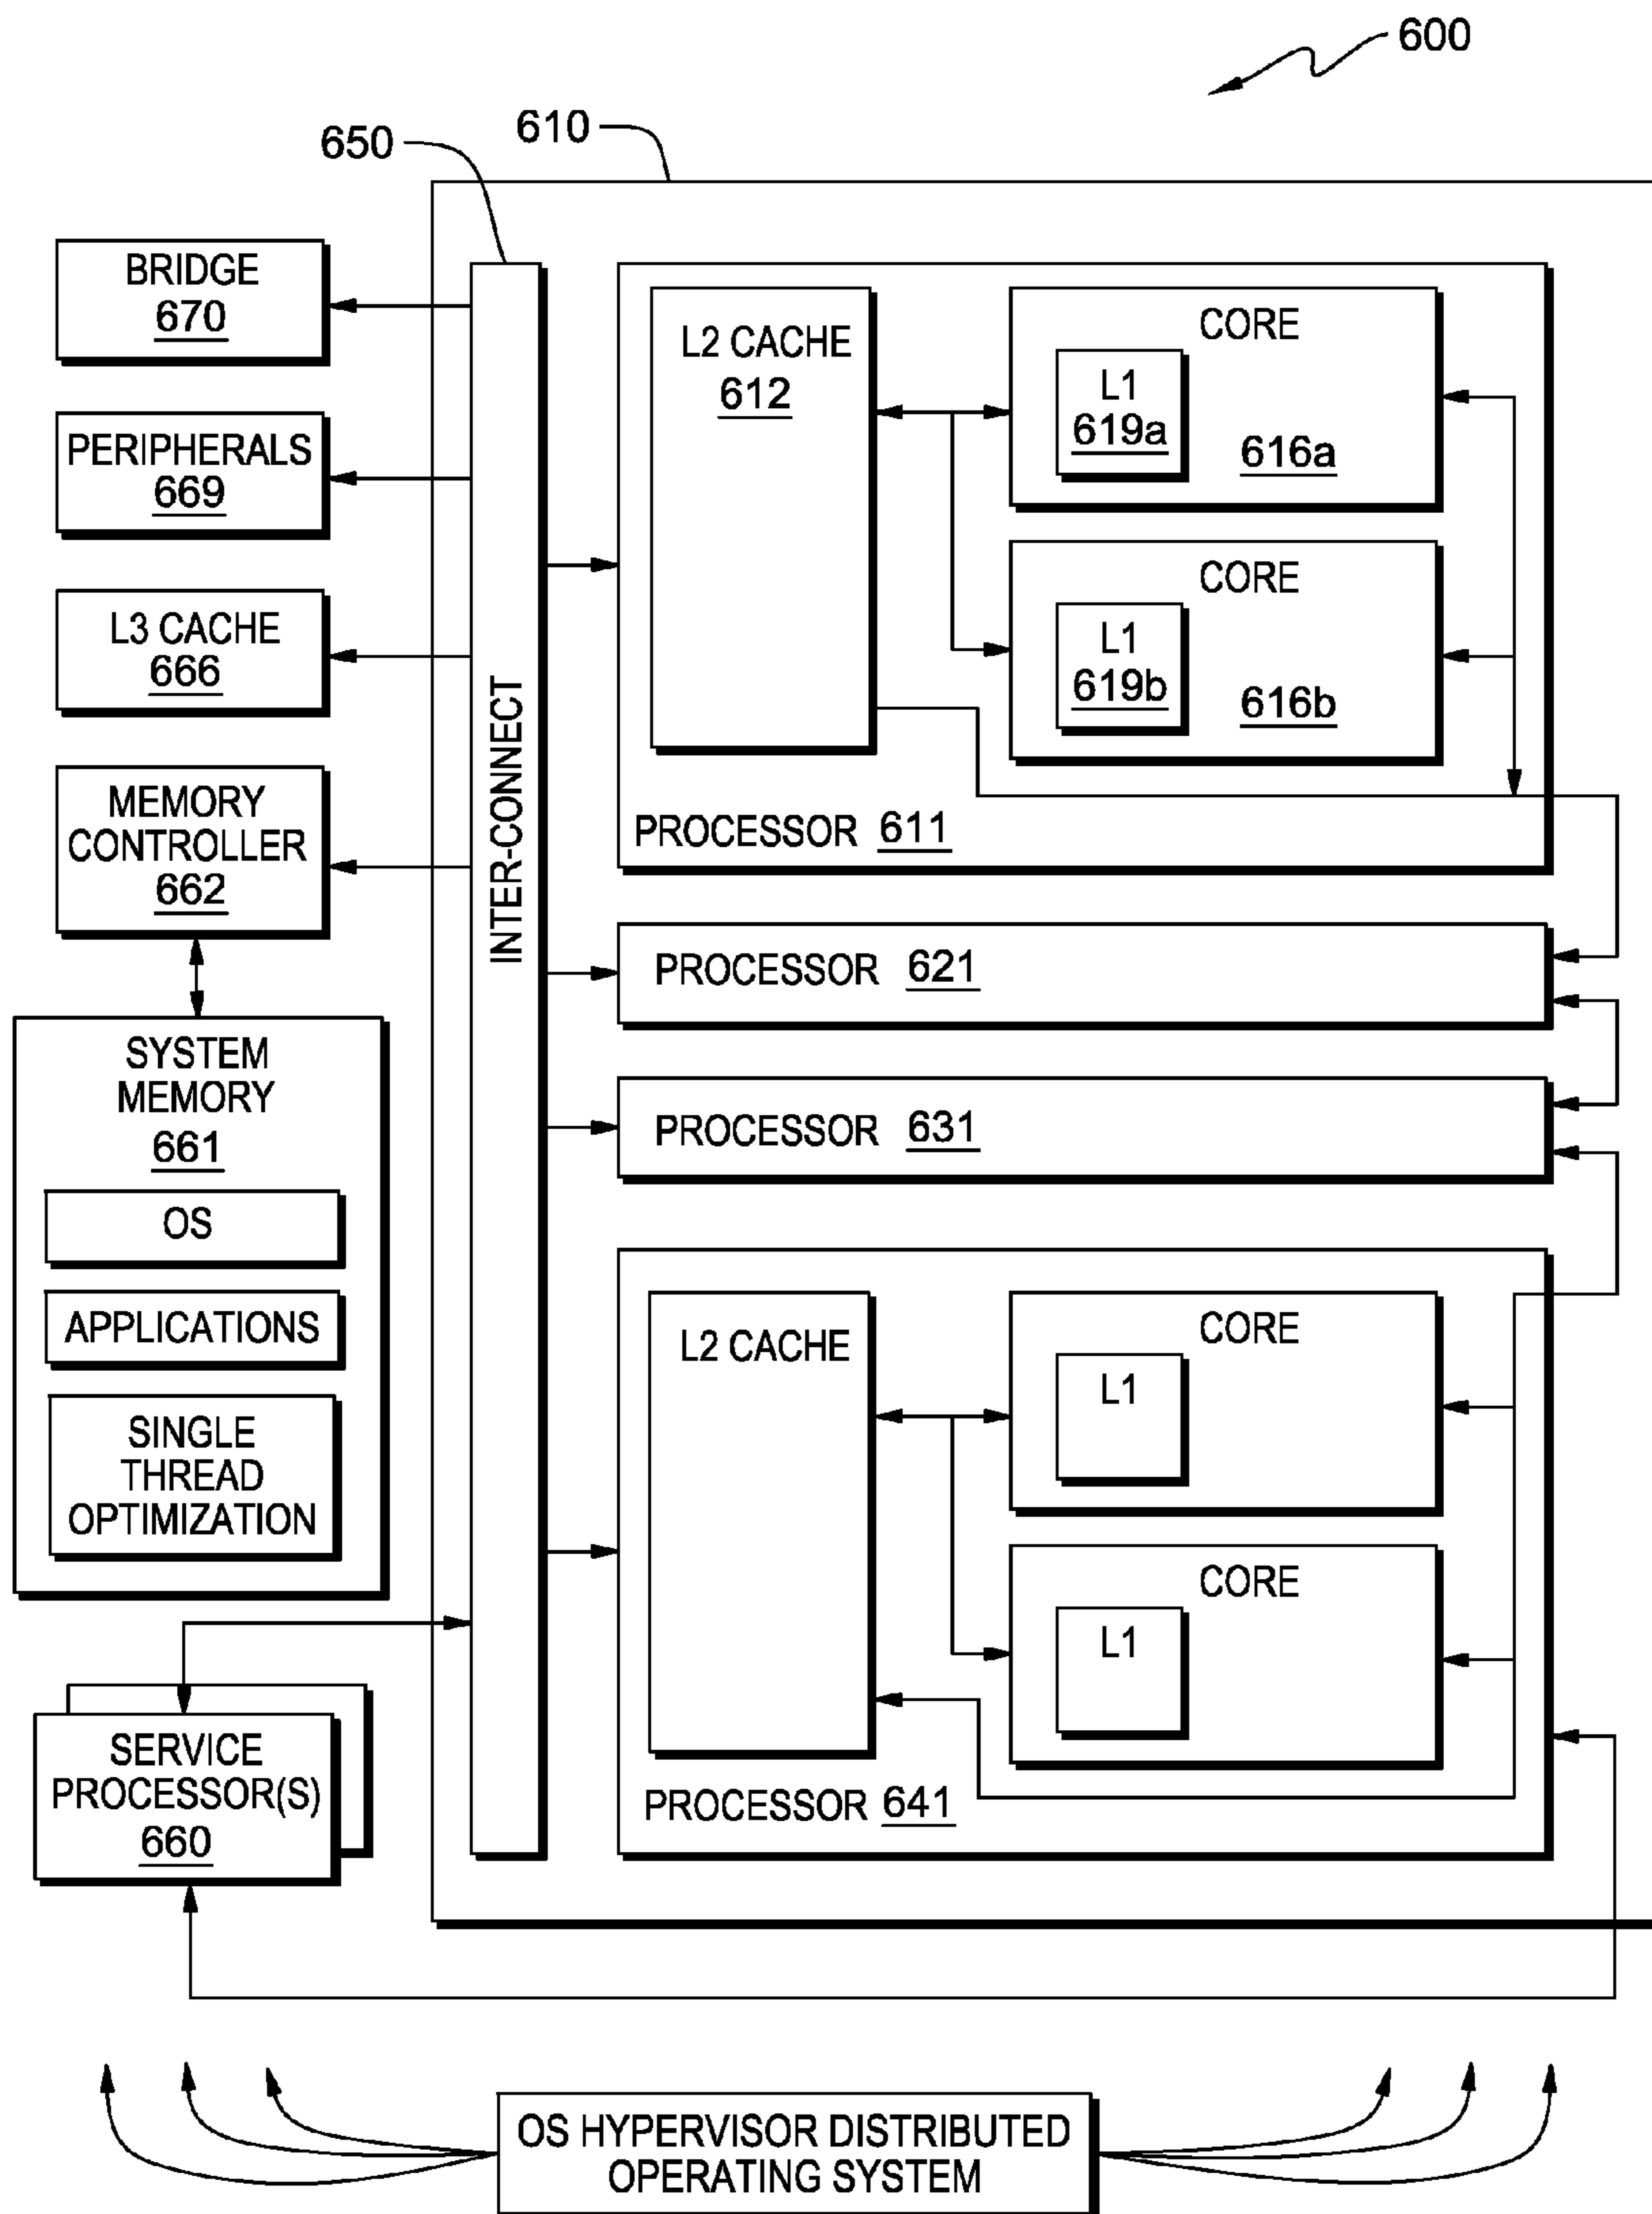 600
610
650
BRIDGE
670
PERIPHERALS
669
L3 CACHE
666
MEMORY
CONTROLLER
662
SYSTEM
MEMORY
661
OS
APPLICATIONS
SINGLE
THREAD
OPTIMIZATION
SERVICE
PROCESSOR(S)
660
INTER-CONNECT
L2 CACHE
612
CORE
L1
619a
616a
CORE
L1
619b
616b
PROCESSOR 611
PROCESSOR 621
PROCESSOR 631
L2 CACHE
CORE
L1
CORE
L1
PROCESSOR 641
OS HYPERVISOR DISTRIBUTED
OPERATING SYSTEM